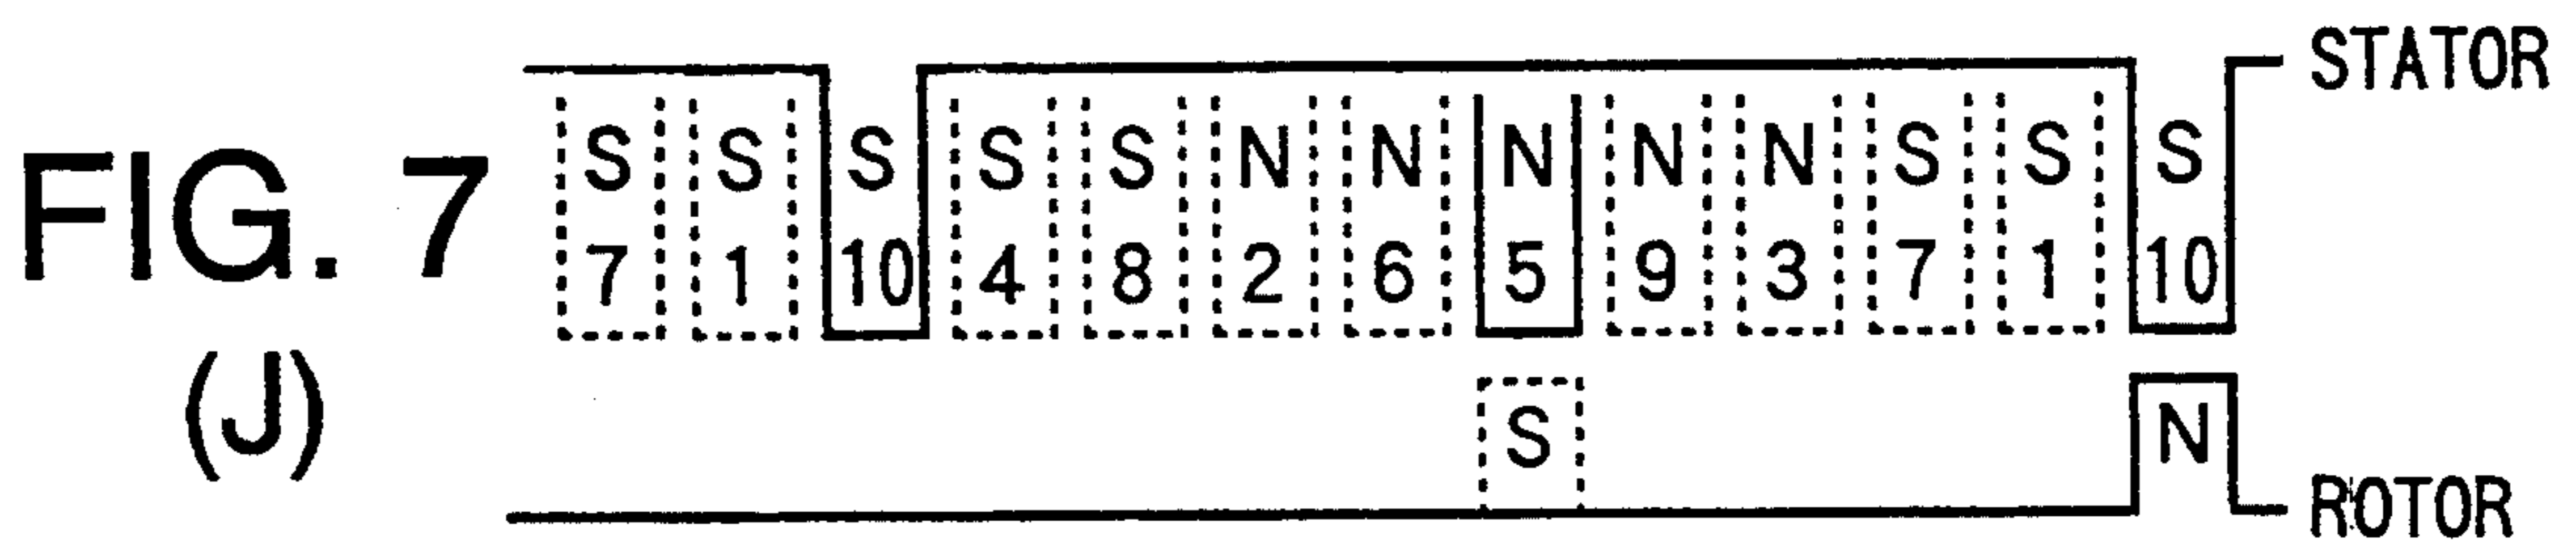 FIG. 7
(J)
STATOR
S S S S S N N N N N S S S
7 1 10 4 8 2 6 5 9 3 7 1 10
S N
ROTOR